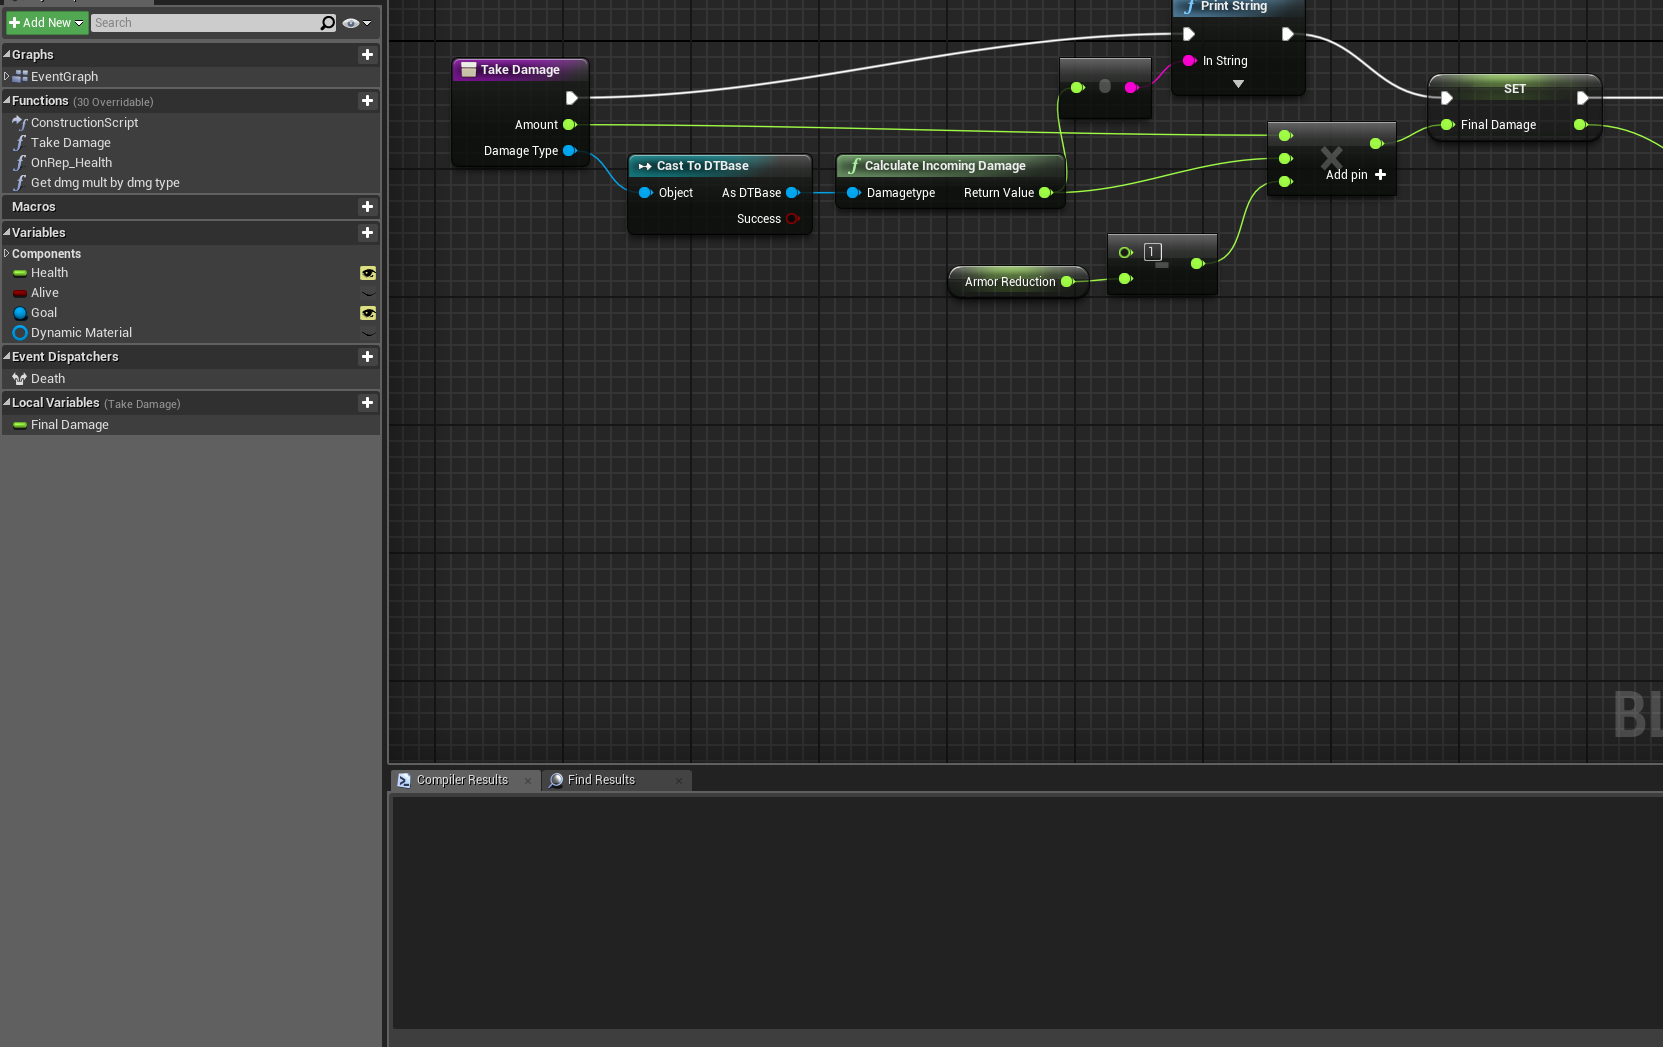 Add New
Search
Graphs
EventGraph
Functions (30 Overridable)
ConstructionScript
Take Damage
OnRep_Health
Get dmg mult by dmg type
Macros
Variables
Components
Health
Alive
Goal
Dynamic Material
Event Dispatchers
Death
Local Variables (Take Damage)
Final Damage
Print String
In String
Take Damage
Amount
Damage Type
Cast To DTBase
Object As DTBase
Success
Calculate Incoming Damage
Damagetype Return Value
Add pin
SET
Final Damage
1
Armor Reduction
Compiler Results
Find Results